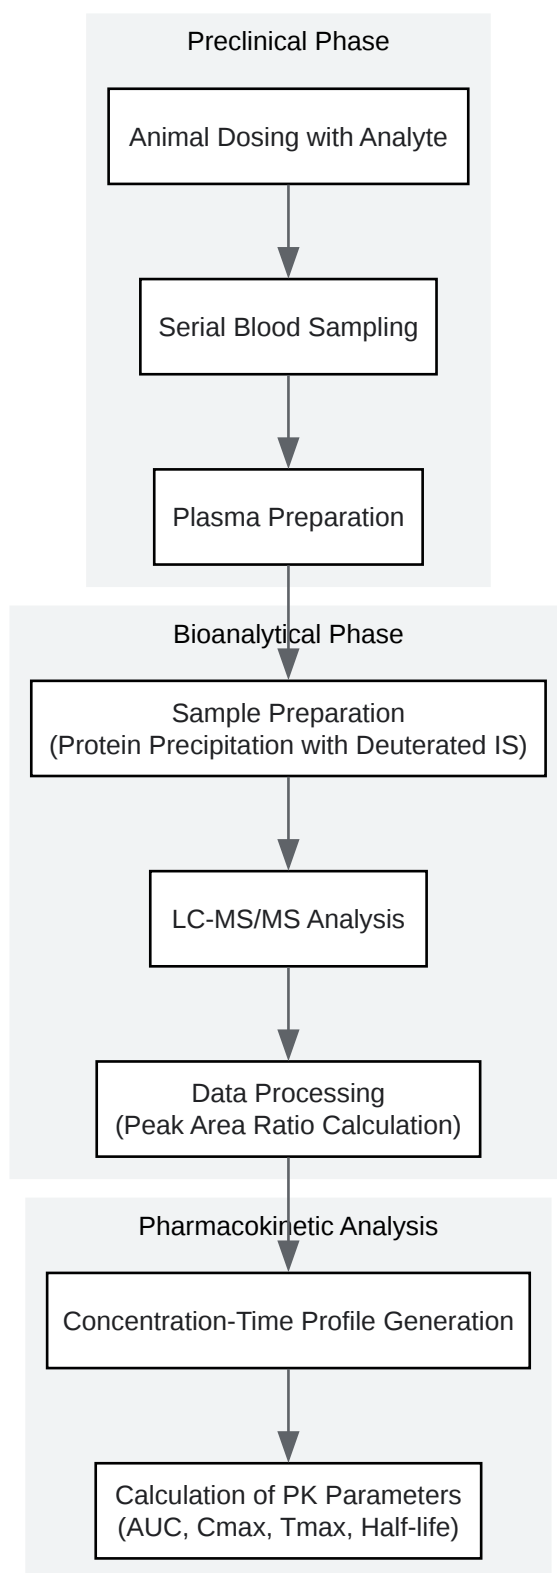 Preclinical Phase
Animal Dosing with Analyte
Serial Blood Sampling
Plasma Preparation
Bioanalytical Phase
Sample Preparation
(Protein Precipitation with Deuterated IS)
LC-MS/MS Analysis
Data Processing
(Peak Area Ratio Calculation)
Pharmacokinetic Analysis
Concentration-Time Profile Generation
Calculation of PK Parameters
(AUC, Cmax, Tmax, Half-life)